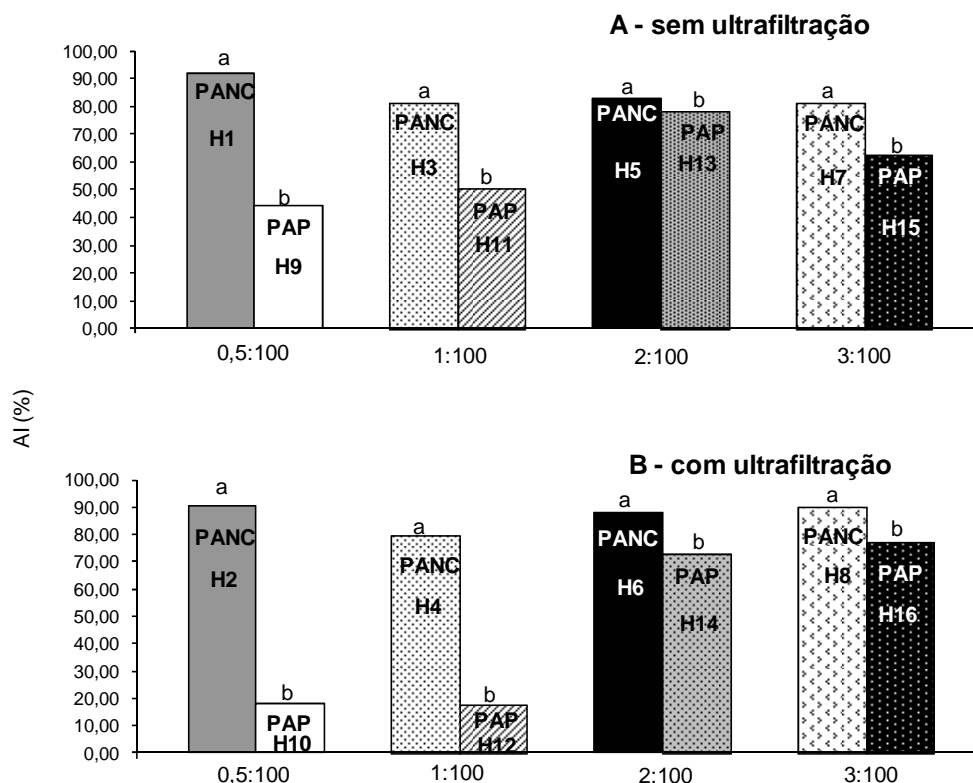 A - sem ultrafiltração
100,00
90,00
80,00
70,00
60,00
50,00
40,00
30,00
20,00
10,00
0,00
a
PANC
H1
b
PAP
H9
a
PANC
H3
b
PAP
H11
a
PANC
H5
b
PAP
H13
a
PANC
H7
b
PAP
H15
0,5:100 1:100 2:100 3:100
AI (%)
B - com ultrafiltração
100,00
90,00
80,00
70,00
60,00
50,00
40,00
30,00
20,00
10,00
0,00
a
PANC
H2
b
PAP
H10
a
PANC
H4
b
PAP
H12
a
PANC
H6
b
PAP
H14
a
PANC
H8
b
PAP
H16
0,5:100 1:100 2:100 3:100